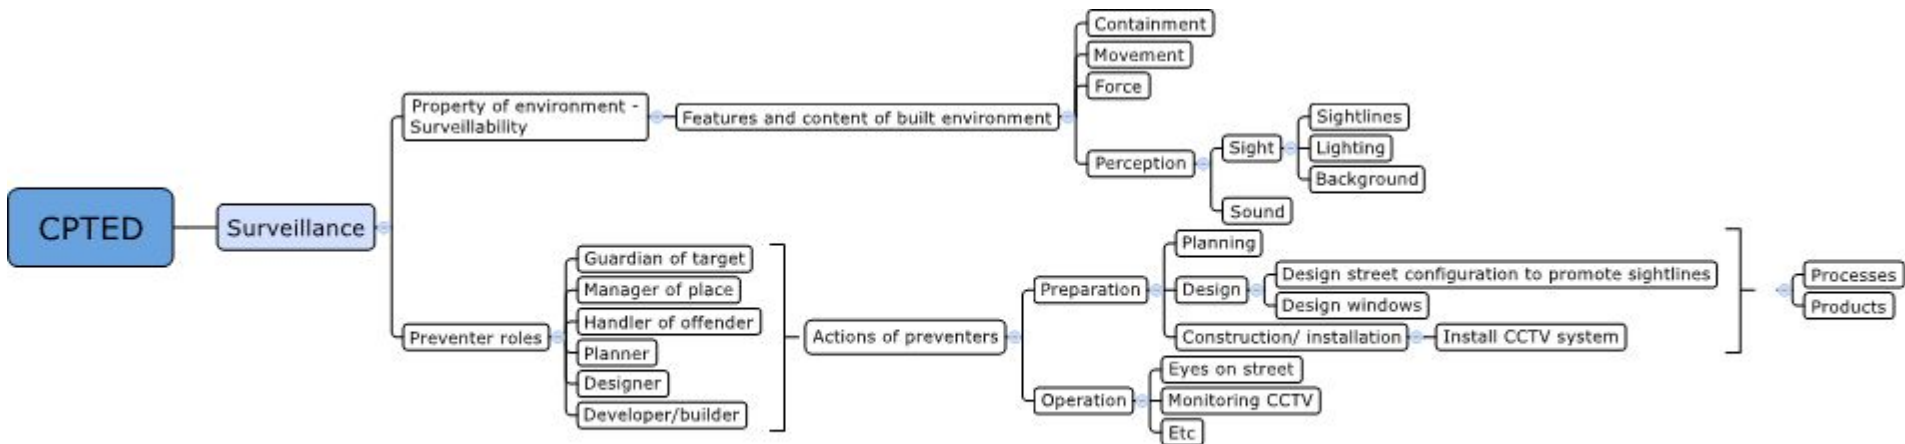 CPTED
Surveillance
Property of environment -
Surveillability
Features and content of built environment
Containment
Movement
Force
Perception
Sight
Sightlines
Lighting
Background
Sound
Preventer roles
Guardian of target
Manager of place
Handler of offender
Planner
Designer
Developer/builder
Actions of preventers
Preparation
Planning
Design
Design street configuration to promote sightlines
Design windows
Construction/ installation
Install CCTV system
Processes
Products
Operation
Eyes on street
Monitoring CCTV
Etc